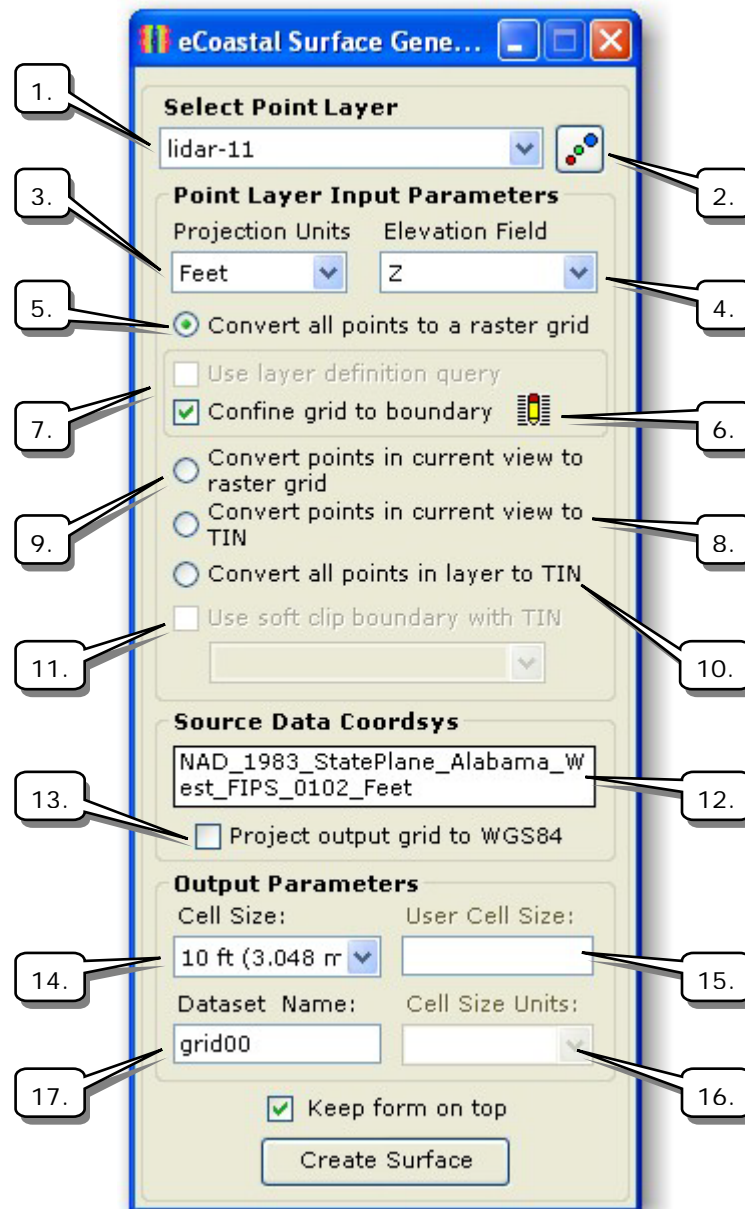 eCoastal Surface Gene...
1.
Select Point Layer
lidar-11
2.
3.
Point Layer Input Parameters
Projection Units Elevation Field
Feet Z
4.
5.
Convert all points to a raster grid
Use layer definition query
7.
Confine grid to boundary
6.
Convert points in current view to
raster grid
9.
Convert points in current view to
TIN
8.
Convert all points in layer to TIN
Use soft clip boundary with TIN
11.
10.
Source Data Coordsys
NAD_1983_StatePlane_Alabama_W
est_FIPS_0102_Feet
12.
13.
Project output grid to WGS84
Output Parameters
Cell Size: User Cell Size:
10 ft (3.048 m
14.
15.
Dataset Name: Cell Size Units:
grid00
17.
16.
Keep form on top
Create Surface